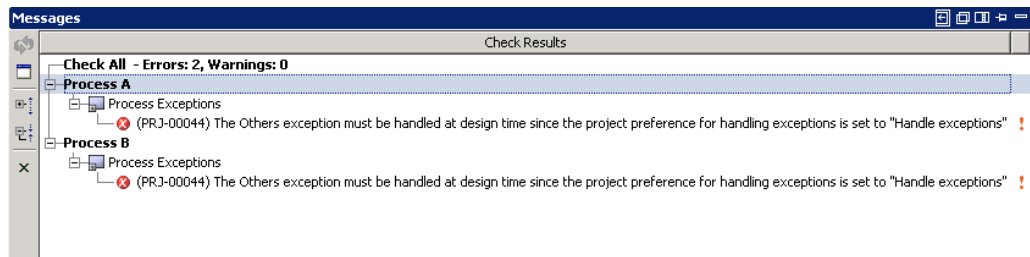 Messages
Check Results
Check All - Errors: 2, Warnings: 0
Process A
Process Exceptions
(PRJ-00044) The Others exception must be handled at design time since the project preference for handling exceptions is set to "Handle exceptions"
Process B
Process Exceptions
(PRJ-00044) The Others exception must be handled at design time since the project preference for handling exceptions is set to "Handle exceptions"